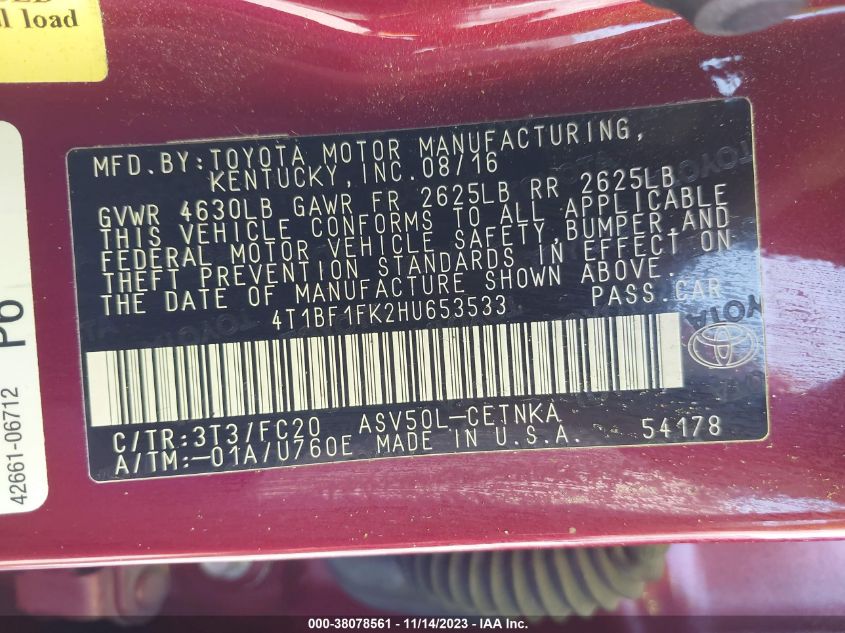 l load
MFD. BY: TOYOTA MOTOR MANUFACTURING,
KENTUCKY, INC. 08/16
GVWR 4630LB GAWR FR 2625LB RR 2625LB
THIS VEHICLE CONFORMS TO ALL APPLICABLE
FEDERAL MOTOR VEHICLE SAFETY, BUMPER, AND
THEFT PREVENTION STANDARDS IN EFFECT ON
THE DATE OF MANUFACTURE SHOWN ABOVE.
4T1BF1FK2HU653533 PASS. CAR
C/TR: 3T3/FC20 ASV50L-CETNKA
A/TM: -01A/U760E MADE IN U.S.A. 54178
TOYOTA
PO
42661-06712
000-38078561 - 11/14/2023 - IAA Inc.